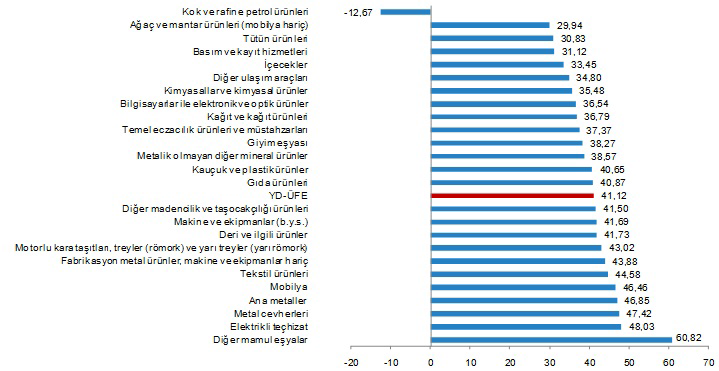 Kok ve rafine petrol ürünleri -12,67
Ağaç ve mantar ürünleri (mobilya hariç) 29,94
Tütün ürünleri 30,83
Basım ve kayıt hizmetleri 31,12
İçecekler 33,45
Diğer ulaşım araçları 34,80
Kimyasallar ve kimyasal ürünler 35,48
Bilgisayarlar ile elektronik ve optik ürünler 36,54
Kağıt ve kağıt ürünleri 36,79
Temel eczacılık ürünleri ve müstahzarları 37,37
Giyim eşyası 38,27
Metalik olmayan diğer mineral ürünler 38,57
Kauçuk ve plastik ürünler 40,65
Gıda ürünleri 40,87
YD-ÜFE 41,12
Diğer madencilik ve taşocakçılığı ürünleri 41,50
Makine ve ekipmanlar (b.y.s.) 41,69
Deri ve ilgili ürünler 41,73
Motorlu kara taşıtları, treyler (römork) ve yarı treyler (yarı römork) 43,02
Fabrikasyon metal ürünler, makine ve ekipmanlar hariç 43,88
Tekstil ürünleri 44,58
Mobilya 46,46
Ana metaller 46,85
Metal cevherleri 47,42
Elektrikli teçhizat 48,03
Diğer mamul eşyalar 60,82
-20 -10 0 10 20 30 40 50 60 70